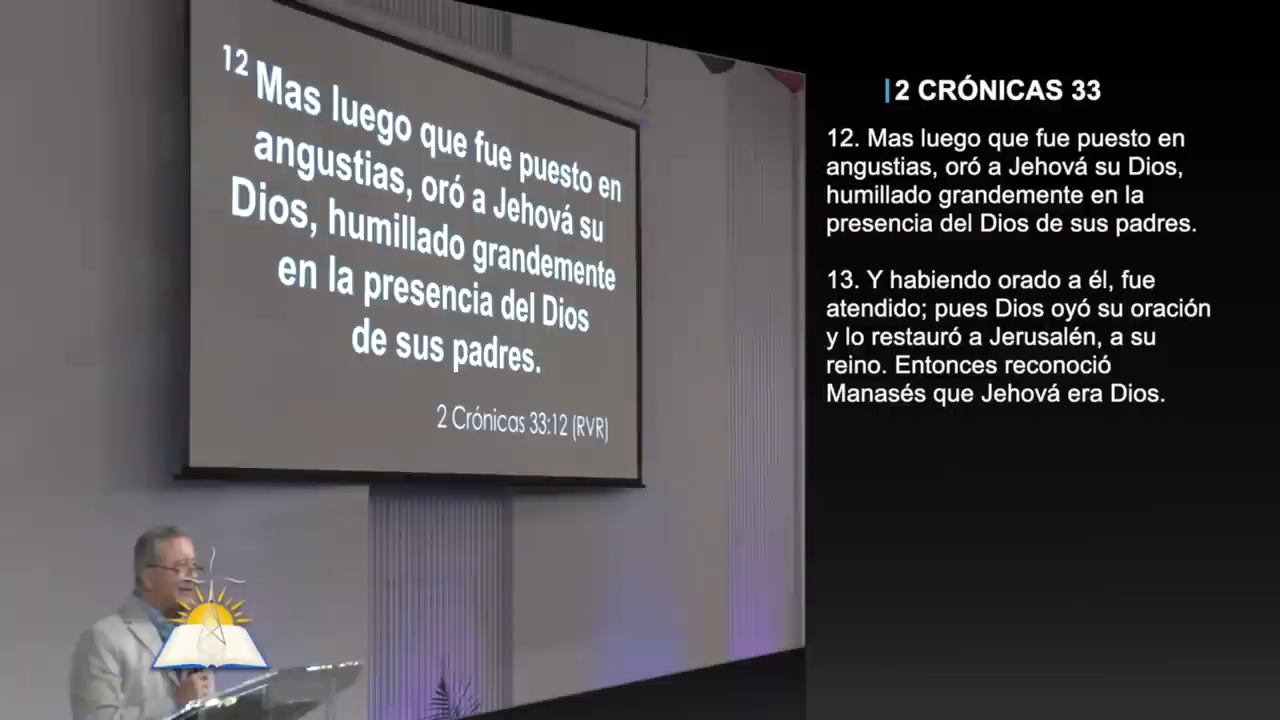 12 Mas luego que fue puesto en
angustias, oró a Jehová su
Dios, humillado grandemente
en la presencia del Dios
de sus padres.
2 Crónicas 33:12 (RVR)
2 CRÓNICAS 33
12. Mas luego que fue puesto en
angustias, oró a Jehová su Dios,
humillado grandemente en la
presencia del Dios de sus padres.
13. Y habiendo orado a él, fue
atendido; pues Dios oyó su oración
y lo restauró a Jerusalén, a su
reino. Entonces reconoció
Manasés que Jehová era Dios.